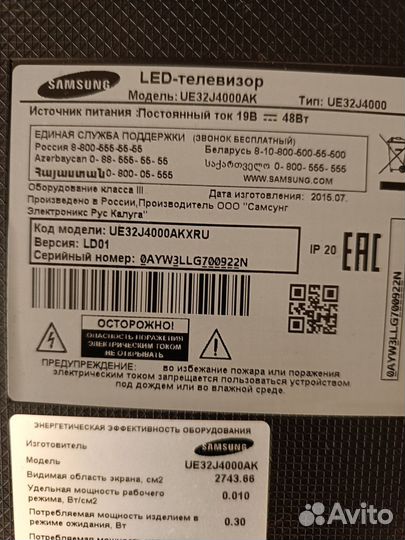 SAMSUNG
LED-телевизор
Модель: UE32J4000AK
Тип: UE32J4000
Источник питания :Постоянный ток 19В 48Вт
ЕДИНАЯ СЛУЖБА ПОДДЕРЖКИ (ЗВОНОК БЕСПЛАТНЫЙ)
Россия 8-800-555-55-55
Беларусь 8-10-800-500-55-500
Azerbaycan 0- 88- 555- 55- 55
საქართველო 0-800- 555- 555
Հայաստան 0-800- 05- 555
WWW.SAMSUNG.COM
Оборудование класса III
Дата изготовления: 2015.07.
Произведено в России,Производитель ООО "Самсунг
Электроникс Рус Калуга"
Код модели: UE32J4000AKXRU
Версия: LD01
Серийный номер: 0AYW3LLG700922N
IP 20
EAC
0AYW3LLG700922N
ОСТОРОЖНО!
ОПАСНОСТЬ ПОРАЖЕНИЯ
ЭЛЕКТРИЧЕСКИМ ТОКОМ
НЕ ОТКРЫВАТЬ
ПРЕДУПРЕЖДЕНИЕ: во избежание пожара или поражения
электрическим током запрещается пользоваться устройством
под дождем или во влажной среде.
ЭНЕРГЕТИЧЕСКАЯ ЭФФЕКТИВНОСТЬ ОБОРУДОВАНИЯ
Изготовитель
SAMSUNG
Модель
UE32J4000AK
Видимая область экрана, см2
2743.66
Удельная мощность рабочего
режима, Вт/см2
0.010
Потребляемая мощность изделием в
режиме ожидания, Вт
0.30
Потребляемая мощность изделием в
Avito